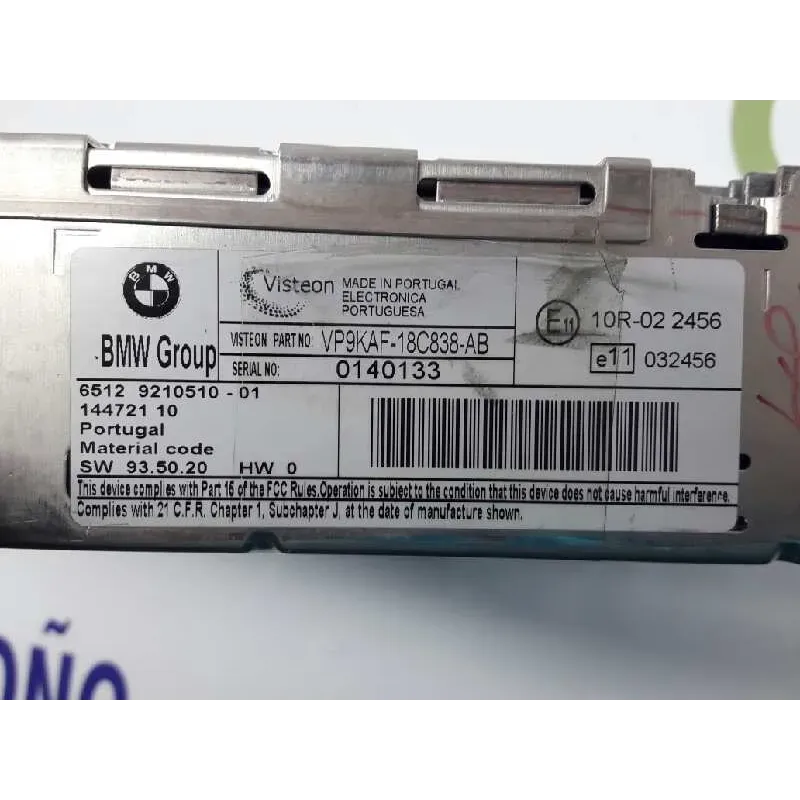 BMW
BMW Group
Visteon
MADE IN PORTUGAL
ELECTRONICA
PORTUGUESA
VISTEON PART NO: VP9KAF-18C838-AB
SERIAL NO: 0140133
E11 10R-02 2456
e11 032456
6512 9210510 - 01
144721 10
Portugal
Material code
SW 93.50.20 HW 0
This device complies with Part 15 of the FCC Rules.Operation is subject to the condition that this device does not cause harmful interference.
Complies with 21 C.F.R. Chapter 1, Subchapter J, at the date of manufacture shown.
OÑO